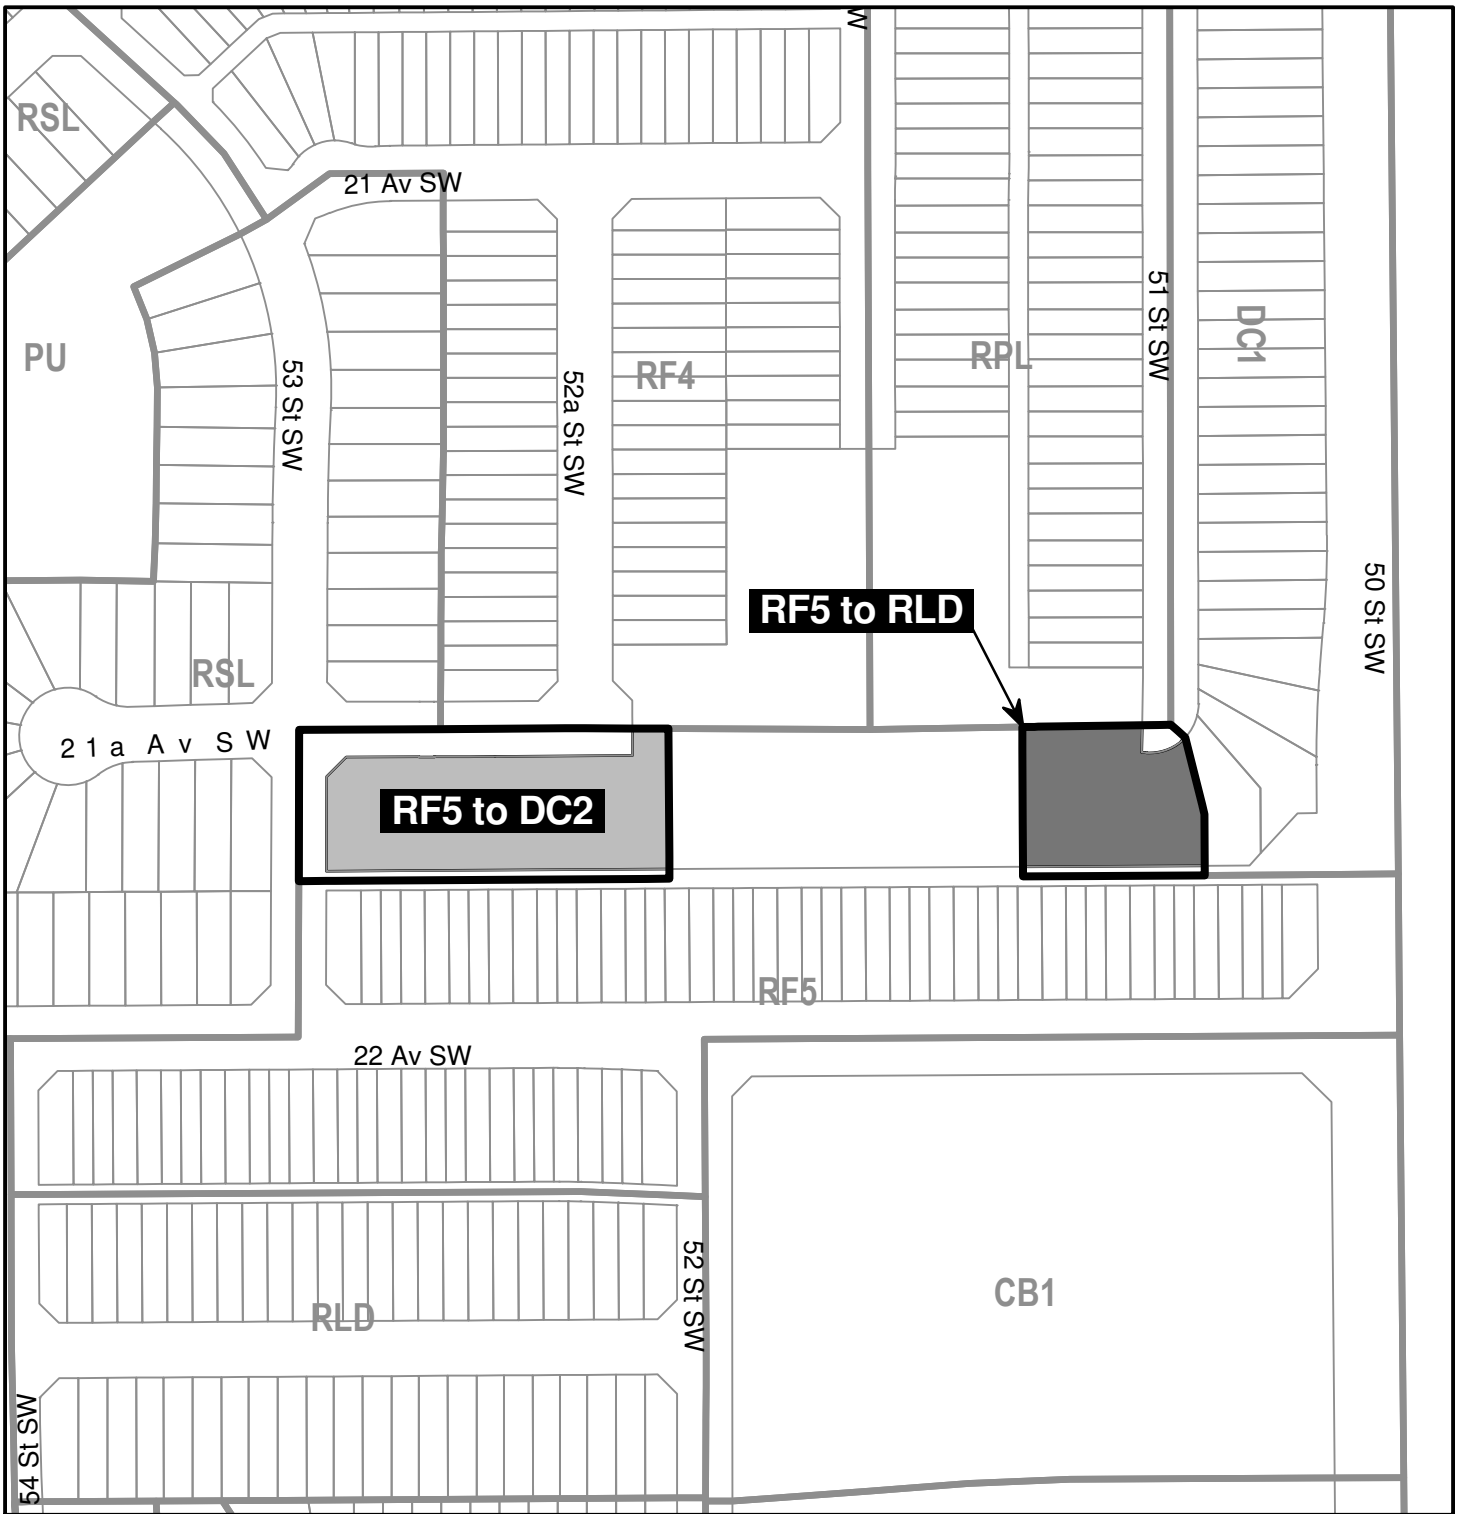 W
RSL
21 Av SW
51 St SW
DC1
PU
RPL
53 St SW
RF4
52a St SW
50 St SW
RF5 to RLD
RSL
21a Av SW
RF5 to DC2
RF5
22 Av SW
52 St SW
CB1
RLD
54 St SW